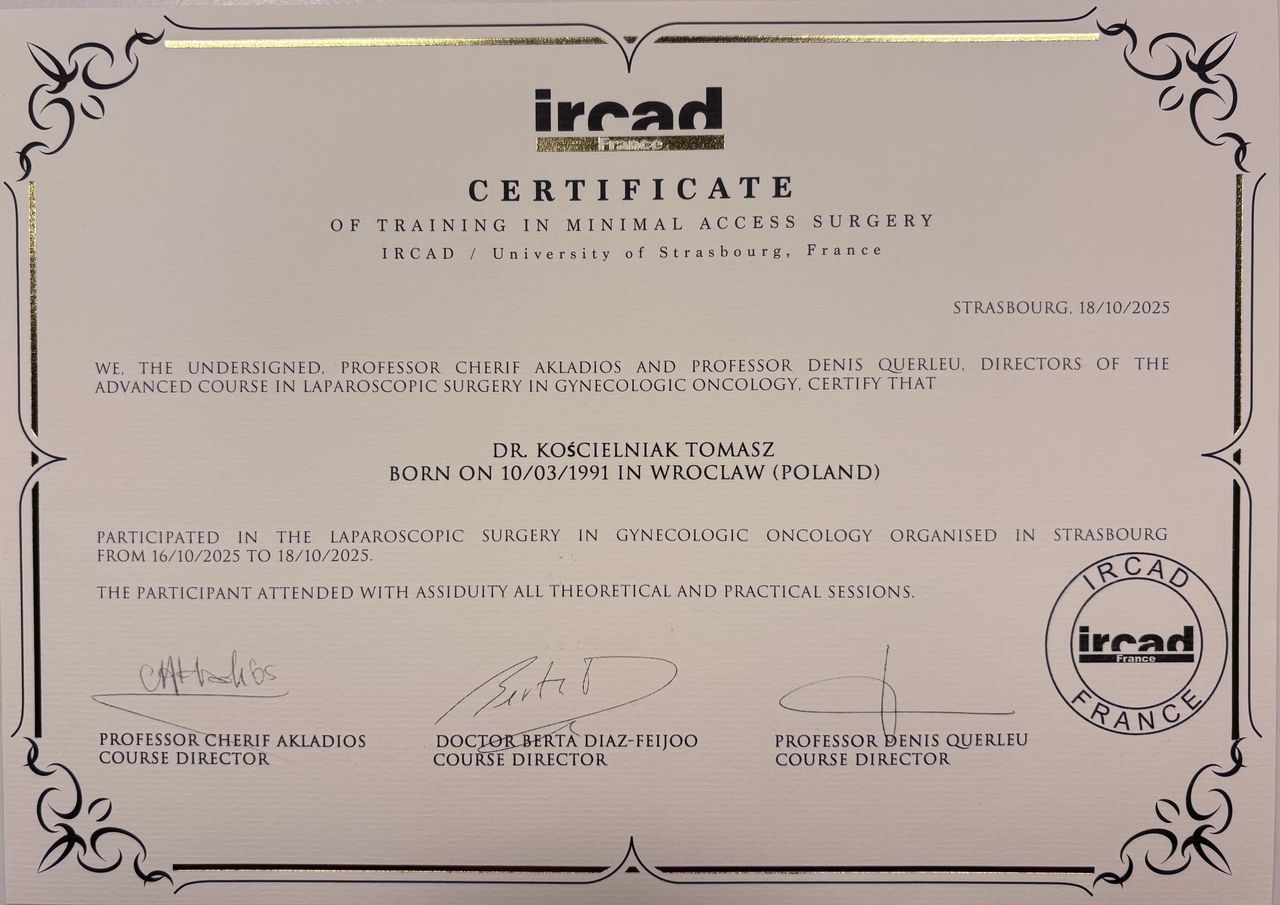 ircad
France
CERTIFICATE
OF TRAINING IN MINIMAL ACCESS SURGERY
IRCAD / University of Strasbourg, France
STRASBOURG, 18/10/2025
WE, THE UNDERSIGNED, PROFESSOR CHERIF AKLADIOS AND PROFESSOR DENIS QUERLEU, DIRECTORS OF THE
ADVANCED COURSE IN LAPAROSCOPIC SURGERY IN GYNECOLOGIC ONCOLOGY, CERTIFY THAT
DR. KOśCIELNIAK TOMASZ
BORN ON 10/03/1991 IN WROCLAW (POLAND)
PARTICIPATED IN THE LAPAROSCOPIC SURGERY IN GYNECOLOGIC ONCOLOGY ORGANISED IN STRASBOURG
FROM 16/10/2025 TO 18/10/2025.
THE PARTICIPANT ATTENDED WITH ASSIDUITY ALL THEORETICAL AND PRACTICAL SESSIONS.
IRCAD
ircad
France
FRANCE
Berta D
PROFESSOR CHERIF AKLADIOS
COURSE DIRECTOR
DOCTOR BERTA DIAZ-FEIJOO
COURSE DIRECTOR
PROFESSOR DENIS QUERLEU
COURSE DIRECTOR